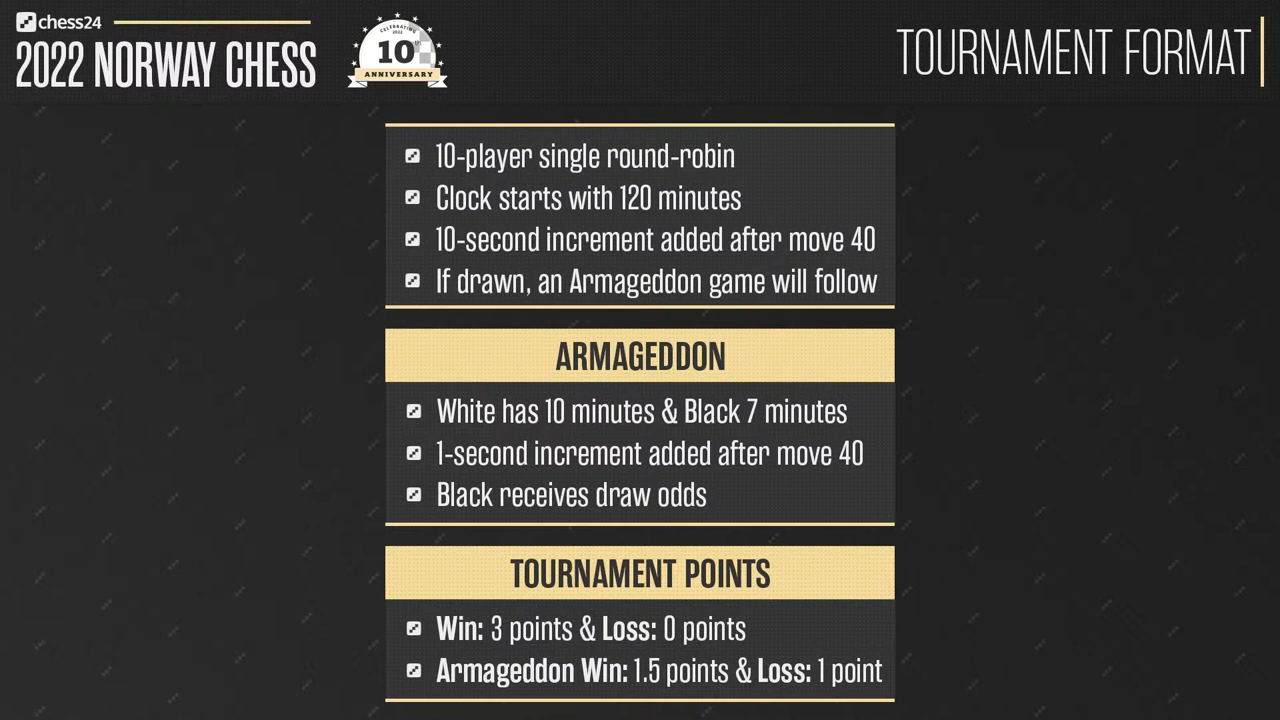 chess24
2022 NORWAY CHESS
CELEBRATING
2022
10th
ANNIVERSARY
TOURNAMENT FORMAT
10-player single round-robin
Clock starts with 120 minutes
10-second increment added after move 40
If drawn, an Armageddon game will follow
ARMAGEDDON
White has 10 minutes & Black 7 minutes
1-second increment added after move 40
Black receives draw odds
TOURNAMENT POINTS
Win: 3 points & Loss: 0 points
Armageddon Win: 1.5 points & Loss: 1 point